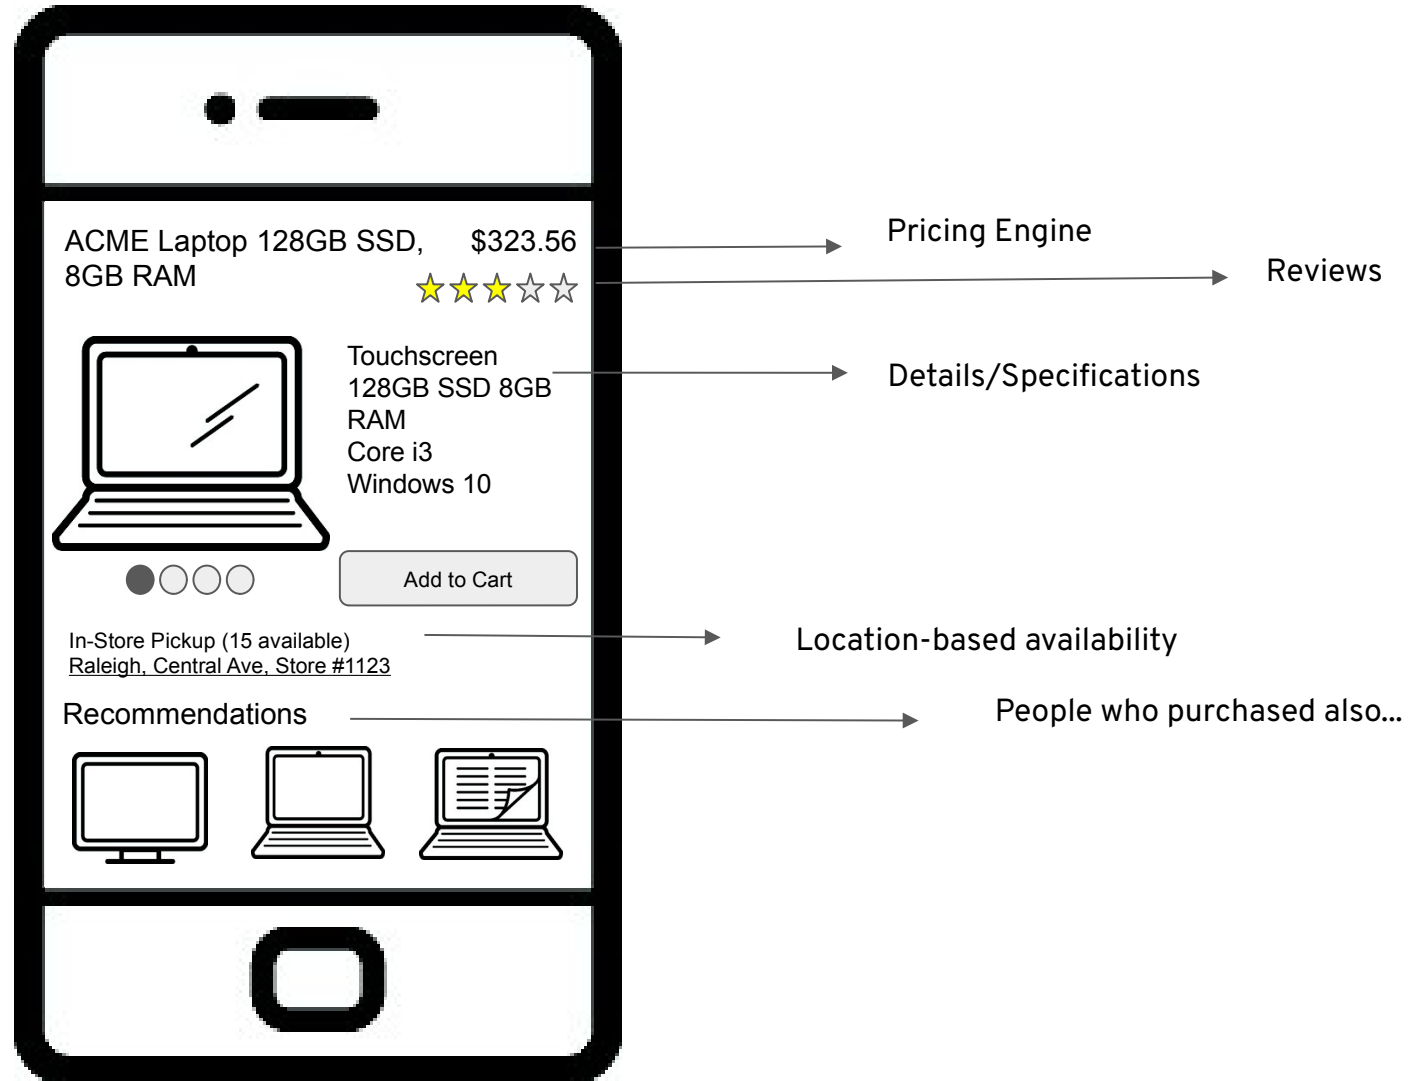 ACME Laptop 128GB SSD, $323.56
8GB RAM
Pricing Engine
Reviews
Touchscreen
128GB SSD 8GB
RAM
Core i3
Windows 10
Details/Specifications
Add to Cart
In-Store Pickup (15 available)
Raleigh, Central Ave, Store #1123
Location-based availability
Recommendations
People who purchased also...